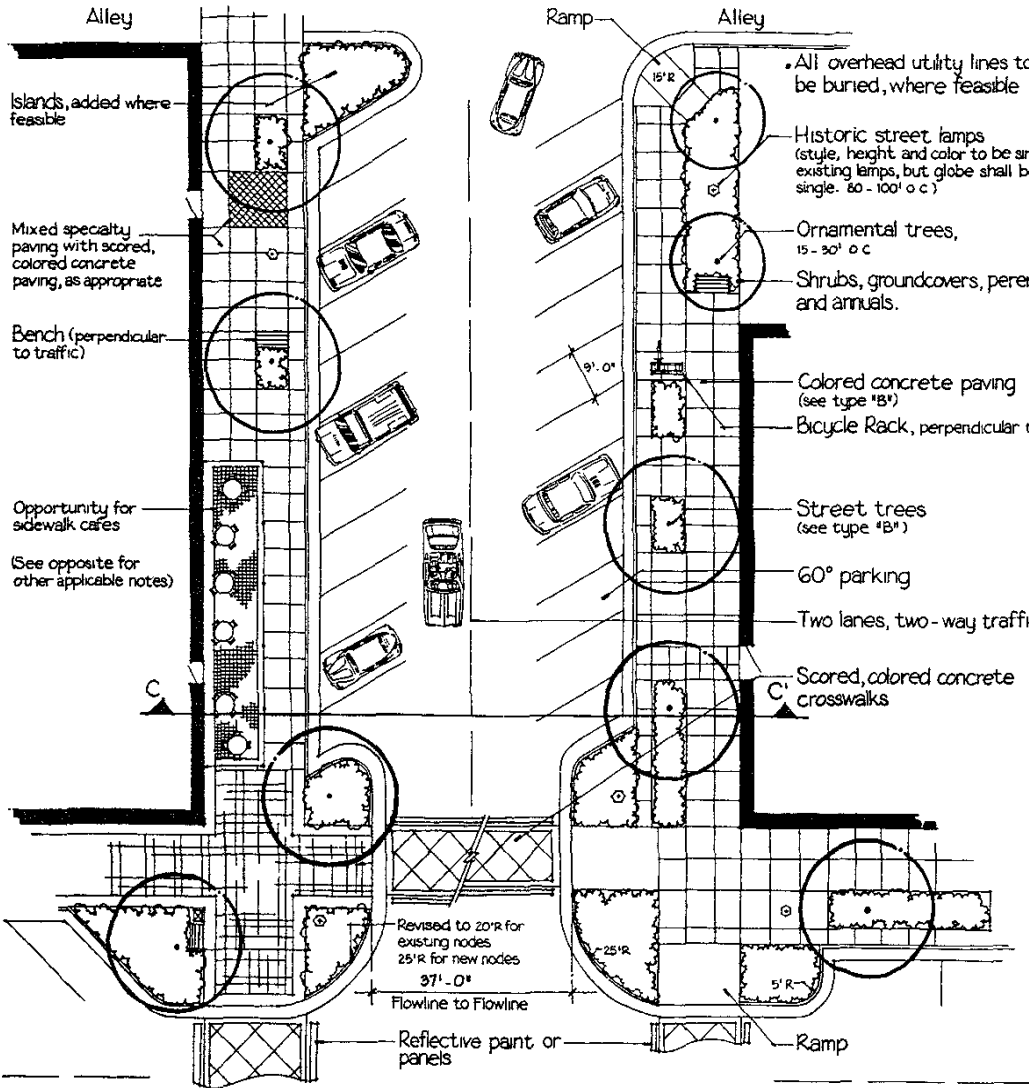 Alley
Ramp
Alley
15'R
• All overhead utility lines to
be buried, where feasible
Islands, added where
feasible
Historic street lamps
(style, height and color to be
existing lamps, but globe shall
single. 80 - 100' O C)
Mixed specialty
paving with scored,
colored concrete
paving, as appropriate
Ornamental trees,
15 - 30' O C
Shrubs, groundcovers,
and annuals.
Bench (perpendicular
to traffic)
9'-0"
Colored concrete paving
(see type "B")
Bicycle Rack, perpendicular
Opportunity for
sidewalk cafes
(See opposite for
other applicable notes)
Street trees
(see type "B")
60° parking
Two lanes, two-way
Scored, colored concrete
crosswalks
C
C'
Revised to 20'R for
existing nodes
25'R for new nodes
37'-0"
Flowline to Flowline
25'R
5'R
Reflective paint or
panels
Ramp